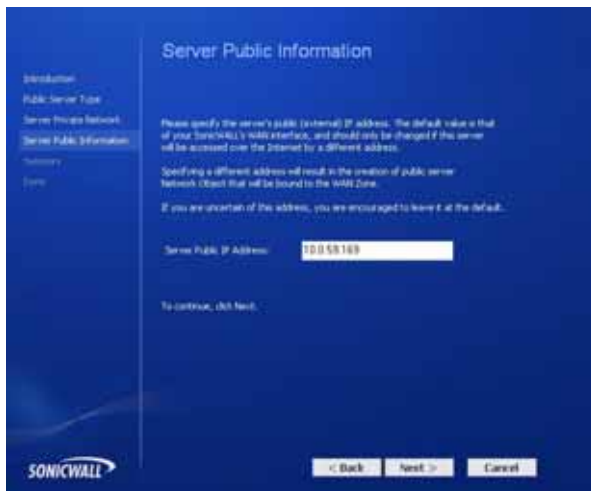 Server Public Information
Introduction
Public Server Type
Server Private Network
Server Public Information
Summary
Done
Please specify the server's public (external) IP address. The default value is that
of your SonicWALL's WAN interface, and should only be changed if this server
will be accessed over the Internet by a different address.
Specifying a different address will result in the creation of public server
Network Object that will be bound to the WAN Zone.
If you are uncertain of this address, you are encouraged to leave it at the default.
Server Public IP Address: 10.0.58.169
To continue, click Next.
SONICWALL
< Back Next > Cancel